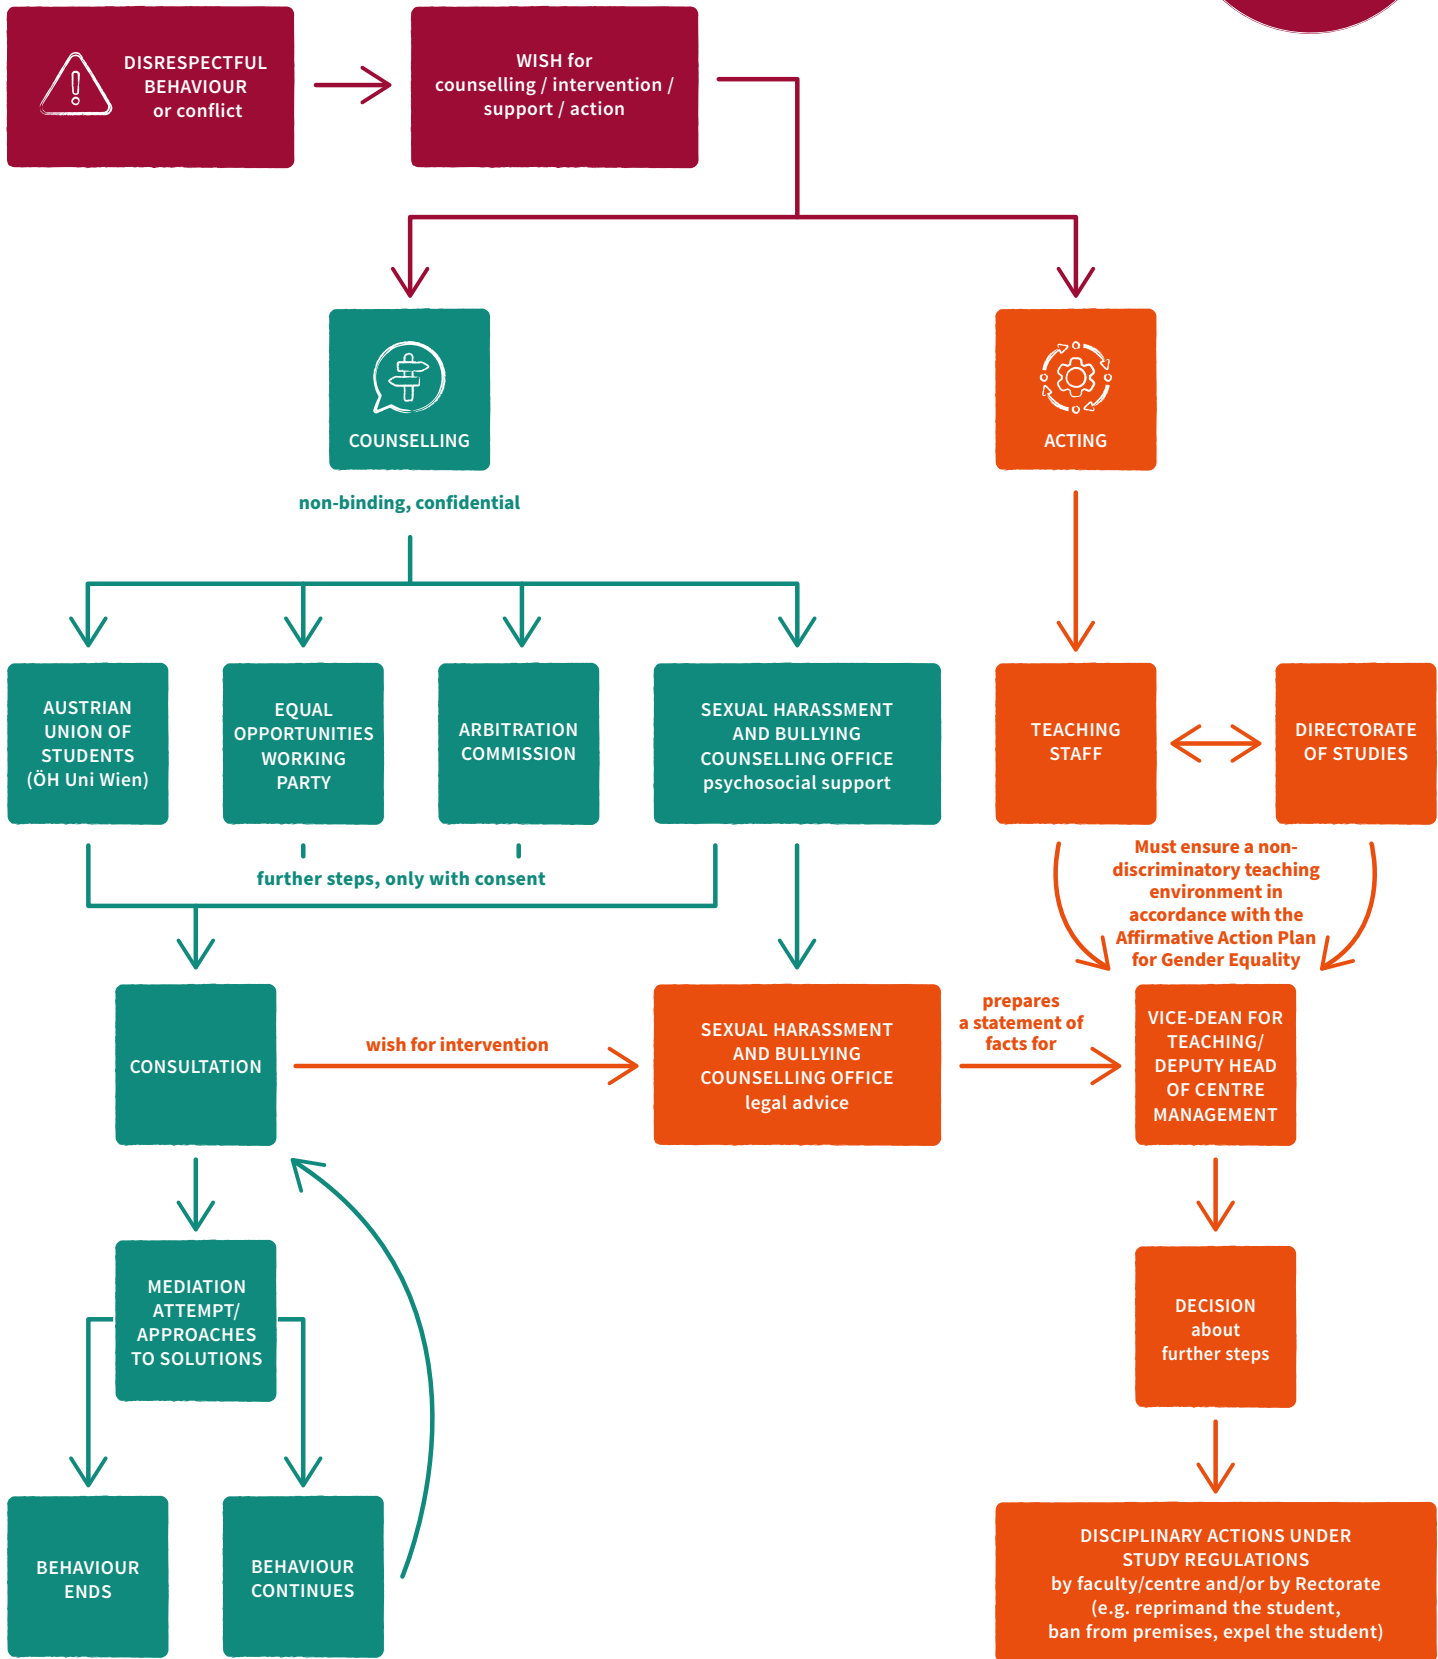 DISRESPECTFUL
BEHAVIOUR
or conflict
WISH for
counselling / intervention /
support / action
COUNSELLING
ACTING
non-binding, confidential
AUSTRIAN
UNION OF
STUDENTS
(ÖH Uni Wien)
EQUAL
OPPORTUNITIES
WORKING
PARTY
ARBITRATION
COMMISSION
SEXUAL HARASSMENT
AND BULLYING
COUNSELLING OFFICE
psychosocial support
TEACHING
STAFF
DIRECTORATE
OF STUDIES
further steps, only with consent
Must ensure a non-
discriminatory teaching
environment in
accordance with the
Affirmative Action Plan
for Gender Equality
CONSULTATION
wish for intervention
SEXUAL HARASSMENT
AND BULLYING
COUNSELLING OFFICE
legal advice
prepares
a statement of
facts for
VICE-DEAN FOR
TEACHING/
DEPUTY HEAD
OF CENTRE
MANAGEMENT
MEDIATION
ATTEMPT/
APPROACHES
TO SOLUTIONS
DECISION
about
further steps
BEHAVIOUR
ENDS
BEHAVIOUR
CONTINUES
DISCIPLINARY ACTIONS UNDER
STUDY REGULATIONS
by faculty/centre and/or by Rectorate
(e.g. reprimand the student,
ban from premises, expel the student)